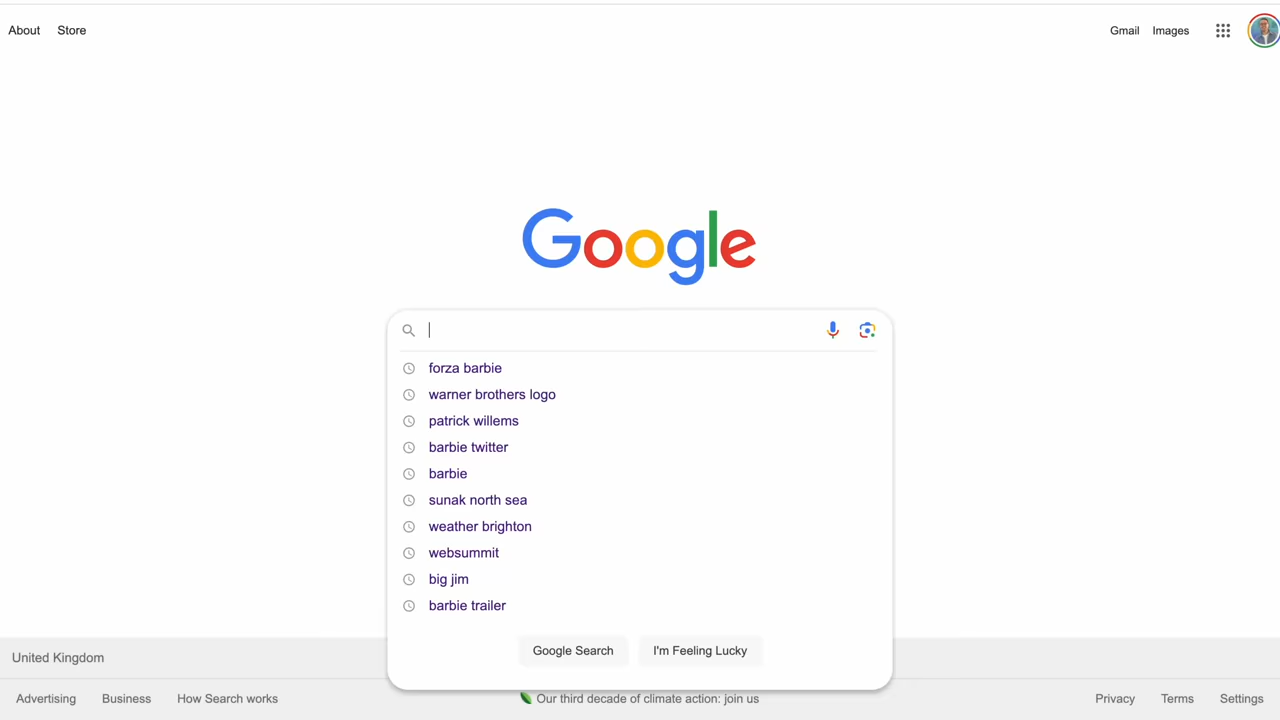 About Store Gmail Images
Google
forza barbie
warner brothers logo
patrick willems
barbie twitter
barbie
sunak north sea
weather brighton
websummit
big jim
barbie trailer
Google Search I'm Feeling Lucky
United Kingdom
Advertising Business How Search works Our third decade of climate action: join us Privacy Terms Settings